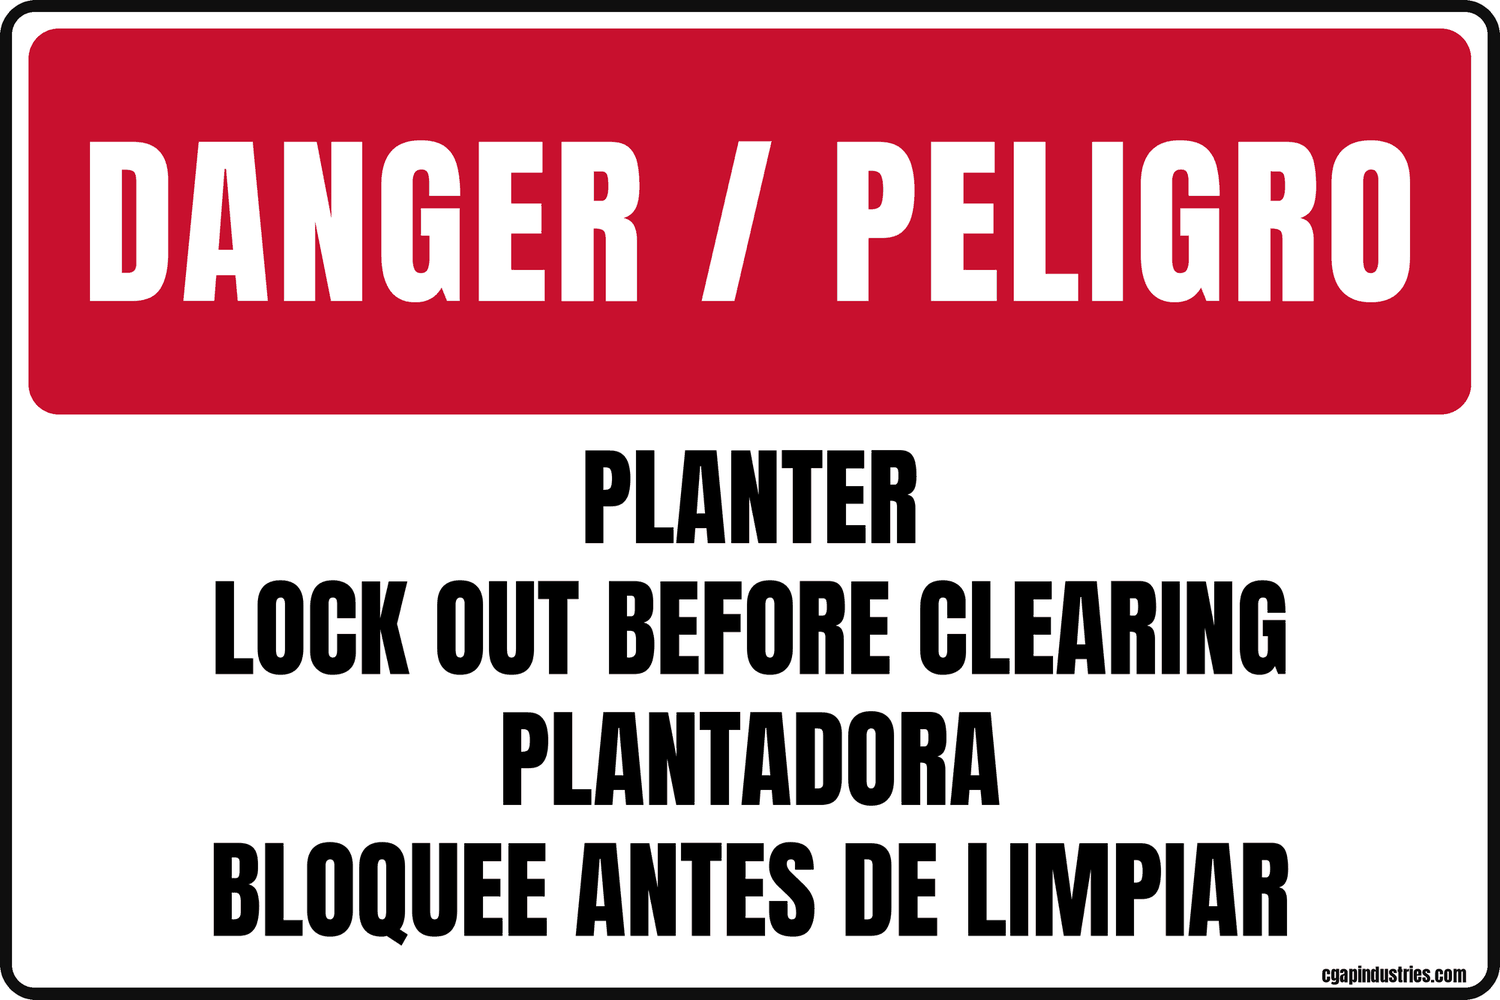 DANGER / PELIGRO
PLANTER
LOCK OUT BEFORE CLEARING
PLANTADORA
BLOQUEE ANTES DE LIMPIAR
cgapindustries.com